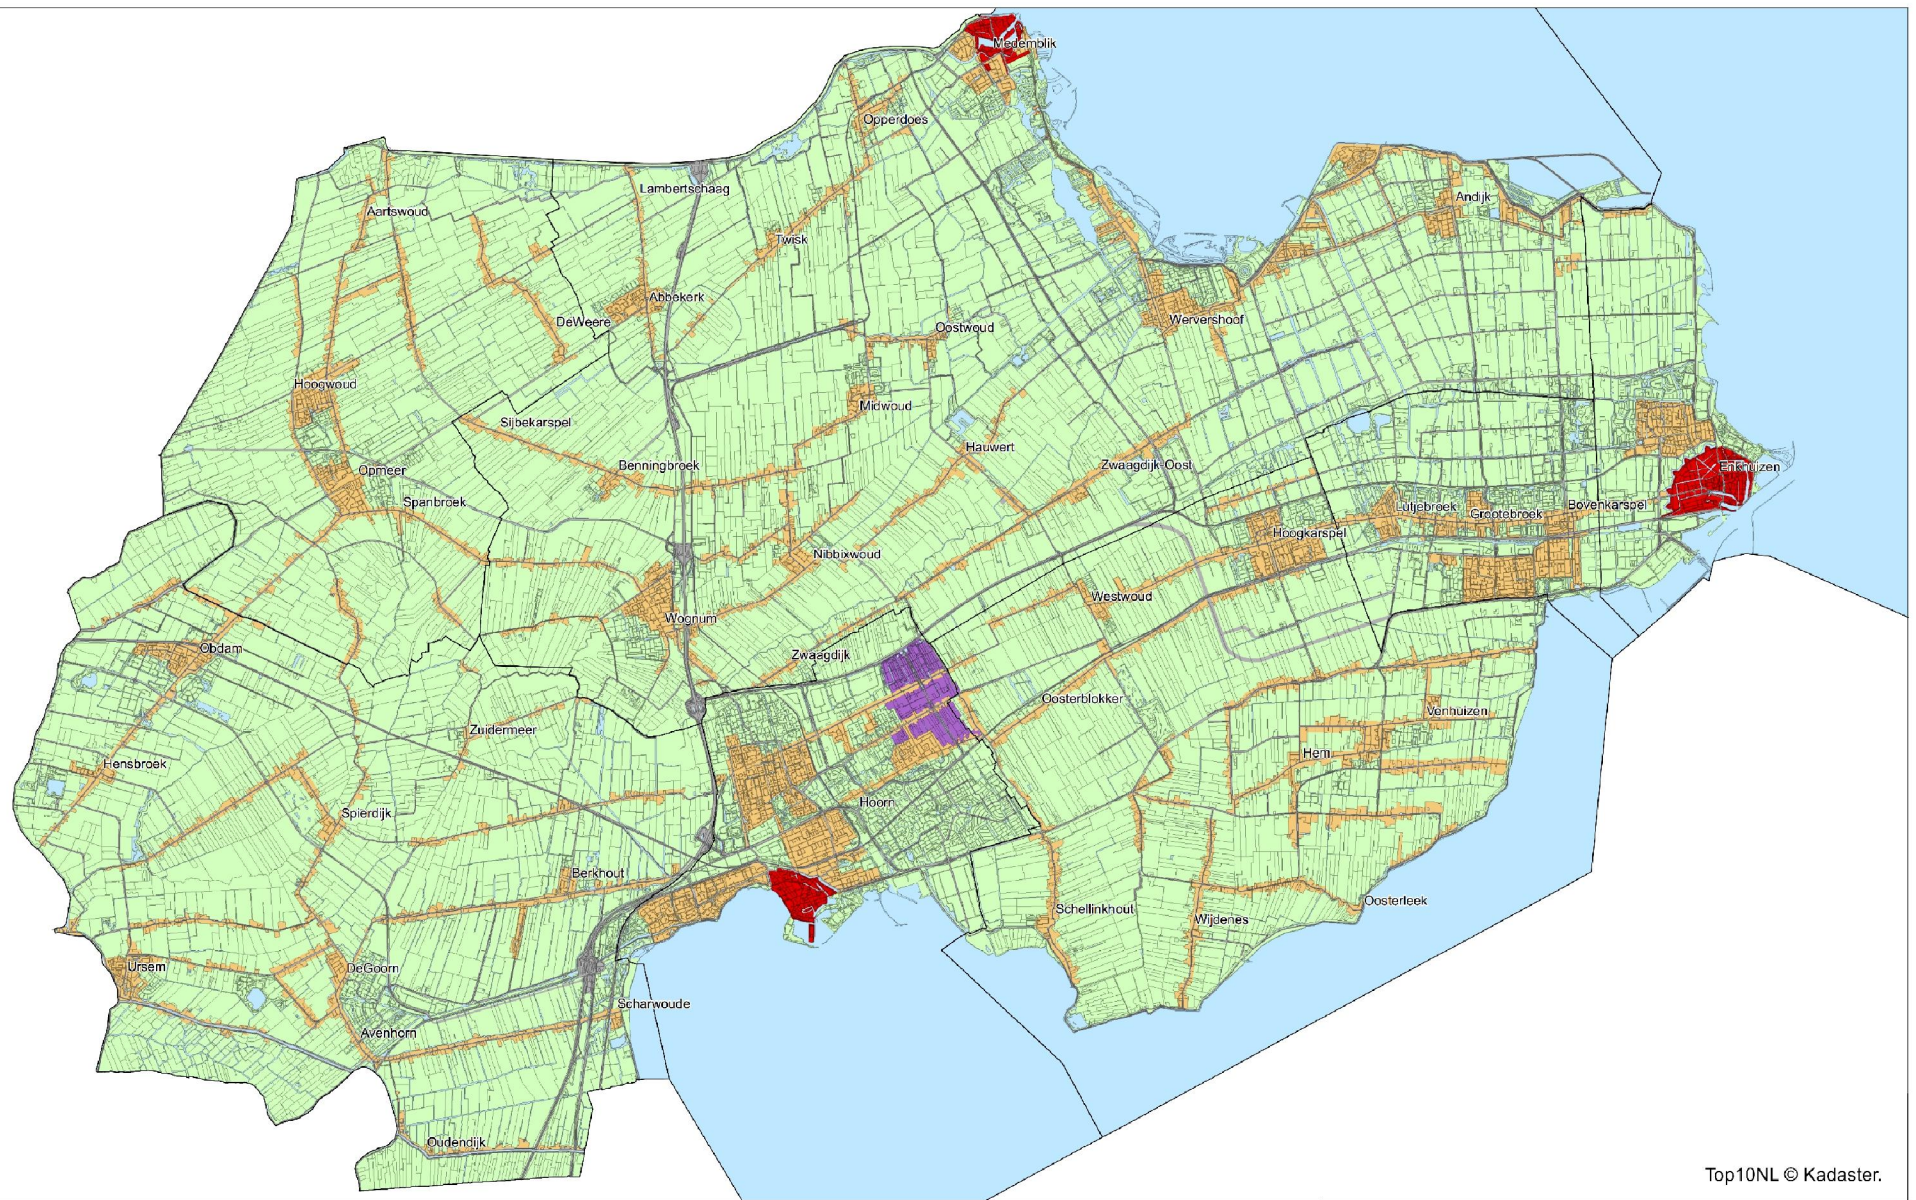 Medemblik
Opperdoes
Lambertschaag
Andijk
Aartswoud
Twisk
Abbekerk
DeWeere
Wervershoof
Oostwoud
Hoogwoud
Midwoud
Sijbekarspel
Hauwert
Benningbroek
Zwaagdijk-Oost
Enkhuizen
Opmeer
Spanbroek
Lutjebroek
Grootebroek
Bovenkarspel
Hoogkarspel
Nibbixwoud
Westwoud
Wognum
Obdam
Zwaagdijk
Oosterblokker
Venhuizen
Zuidermeer
Hem
Hensbroek
Hoorn
Spierdijk
Berkhout
Oosterleek
Schellinkhout
Wijdenes
Ursem
DeGoorn
Scharwoude
Avenhorn
Oudendijk
Top10NL © Kadaster.